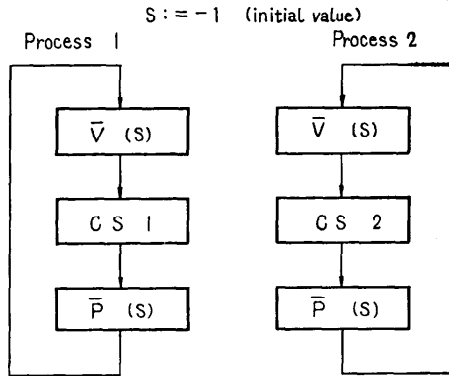 S := -1 (initial value)
Process 1
Process 2
V̅ (S)
V̅ (S)
CS 1
CS 2
P̅ (S)
P̅ (S)